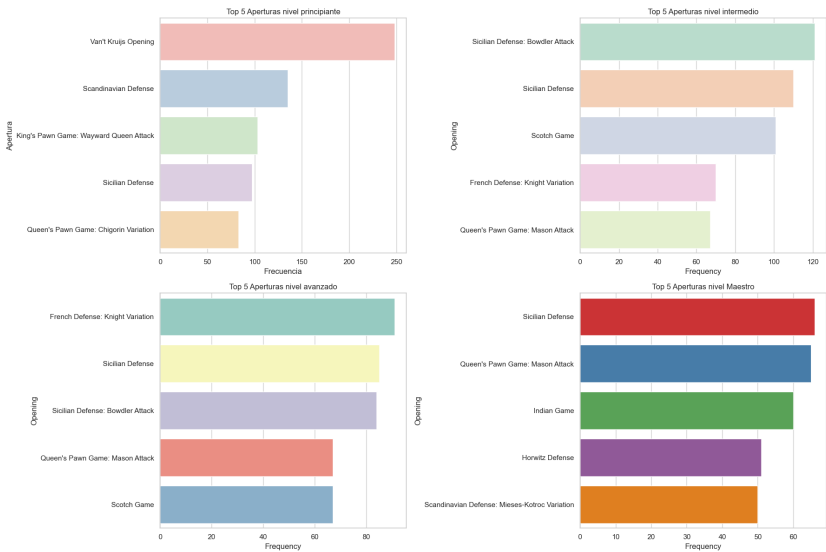 Top 5 Aperturas nivel principiante
Apertura
Van't Kruijs Opening
Scandinavian Defense
King's Pawn Game: Wayward Queen Attack
Sicilian Defense
Queen's Pawn Game: Chigorin Variation
0 50 100 150 200 250
Frecuencia
Top 5 Aperturas nivel intermedio
Opening
Sicilian Defense: Bowdler Attack
Sicilian Defense
Scotch Game
French Defense: Knight Variation
Queen's Pawn Game: Mason Attack
0 20 40 60 80 100 120
Frequency
Top 5 Aperturas nivel avanzado
Opening
French Defense: Knight Variation
Sicilian Defense
Sicilian Defense: Bowdler Attack
Queen's Pawn Game: Mason Attack
Scotch Game
0 20 40 60 80
Frequency
Top 5 Aperturas nivel Maestro
Opening
Sicilian Defense
Queen's Pawn Game: Mason Attack
Indian Game
Horwitz Defense
Scandinavian Defense: Mieses-Kotroc Variation
0 10 20 30 40 50 60
Frequency